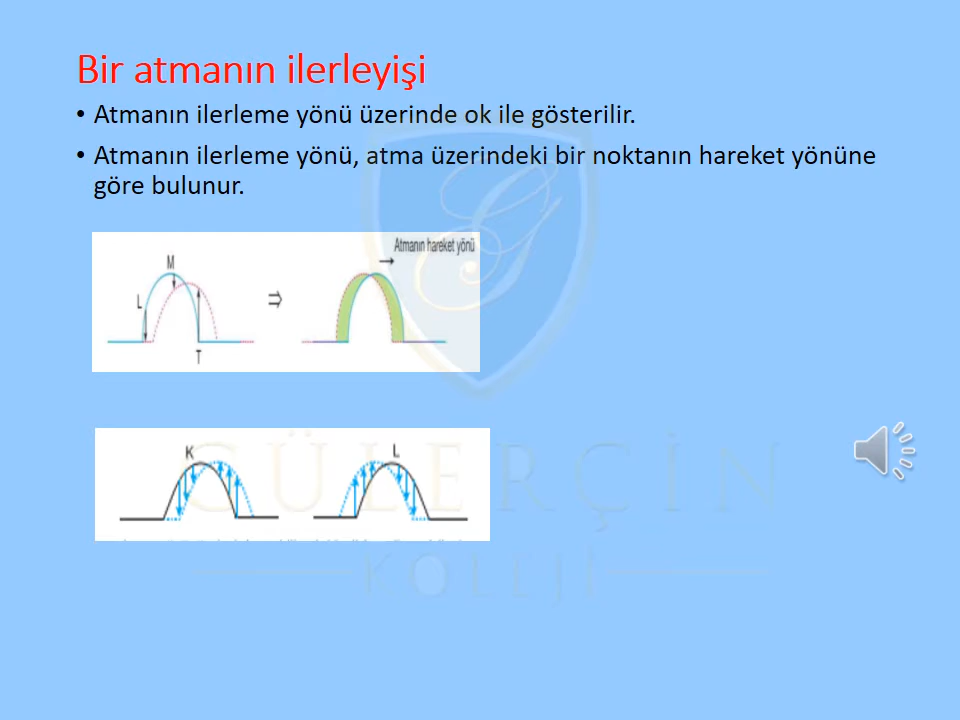 Bir atmanın ilerleyişi
• Atmanın ilerleme yönü üzerinde ok ile gösterilir.
• Atmanın ilerleme yönü, atma üzerindeki bir noktanın hareket yönüne
göre bulunur.
Atmanın hareket yönü
M
L
T
K L
GÜLERÇİN
KOLEJİ